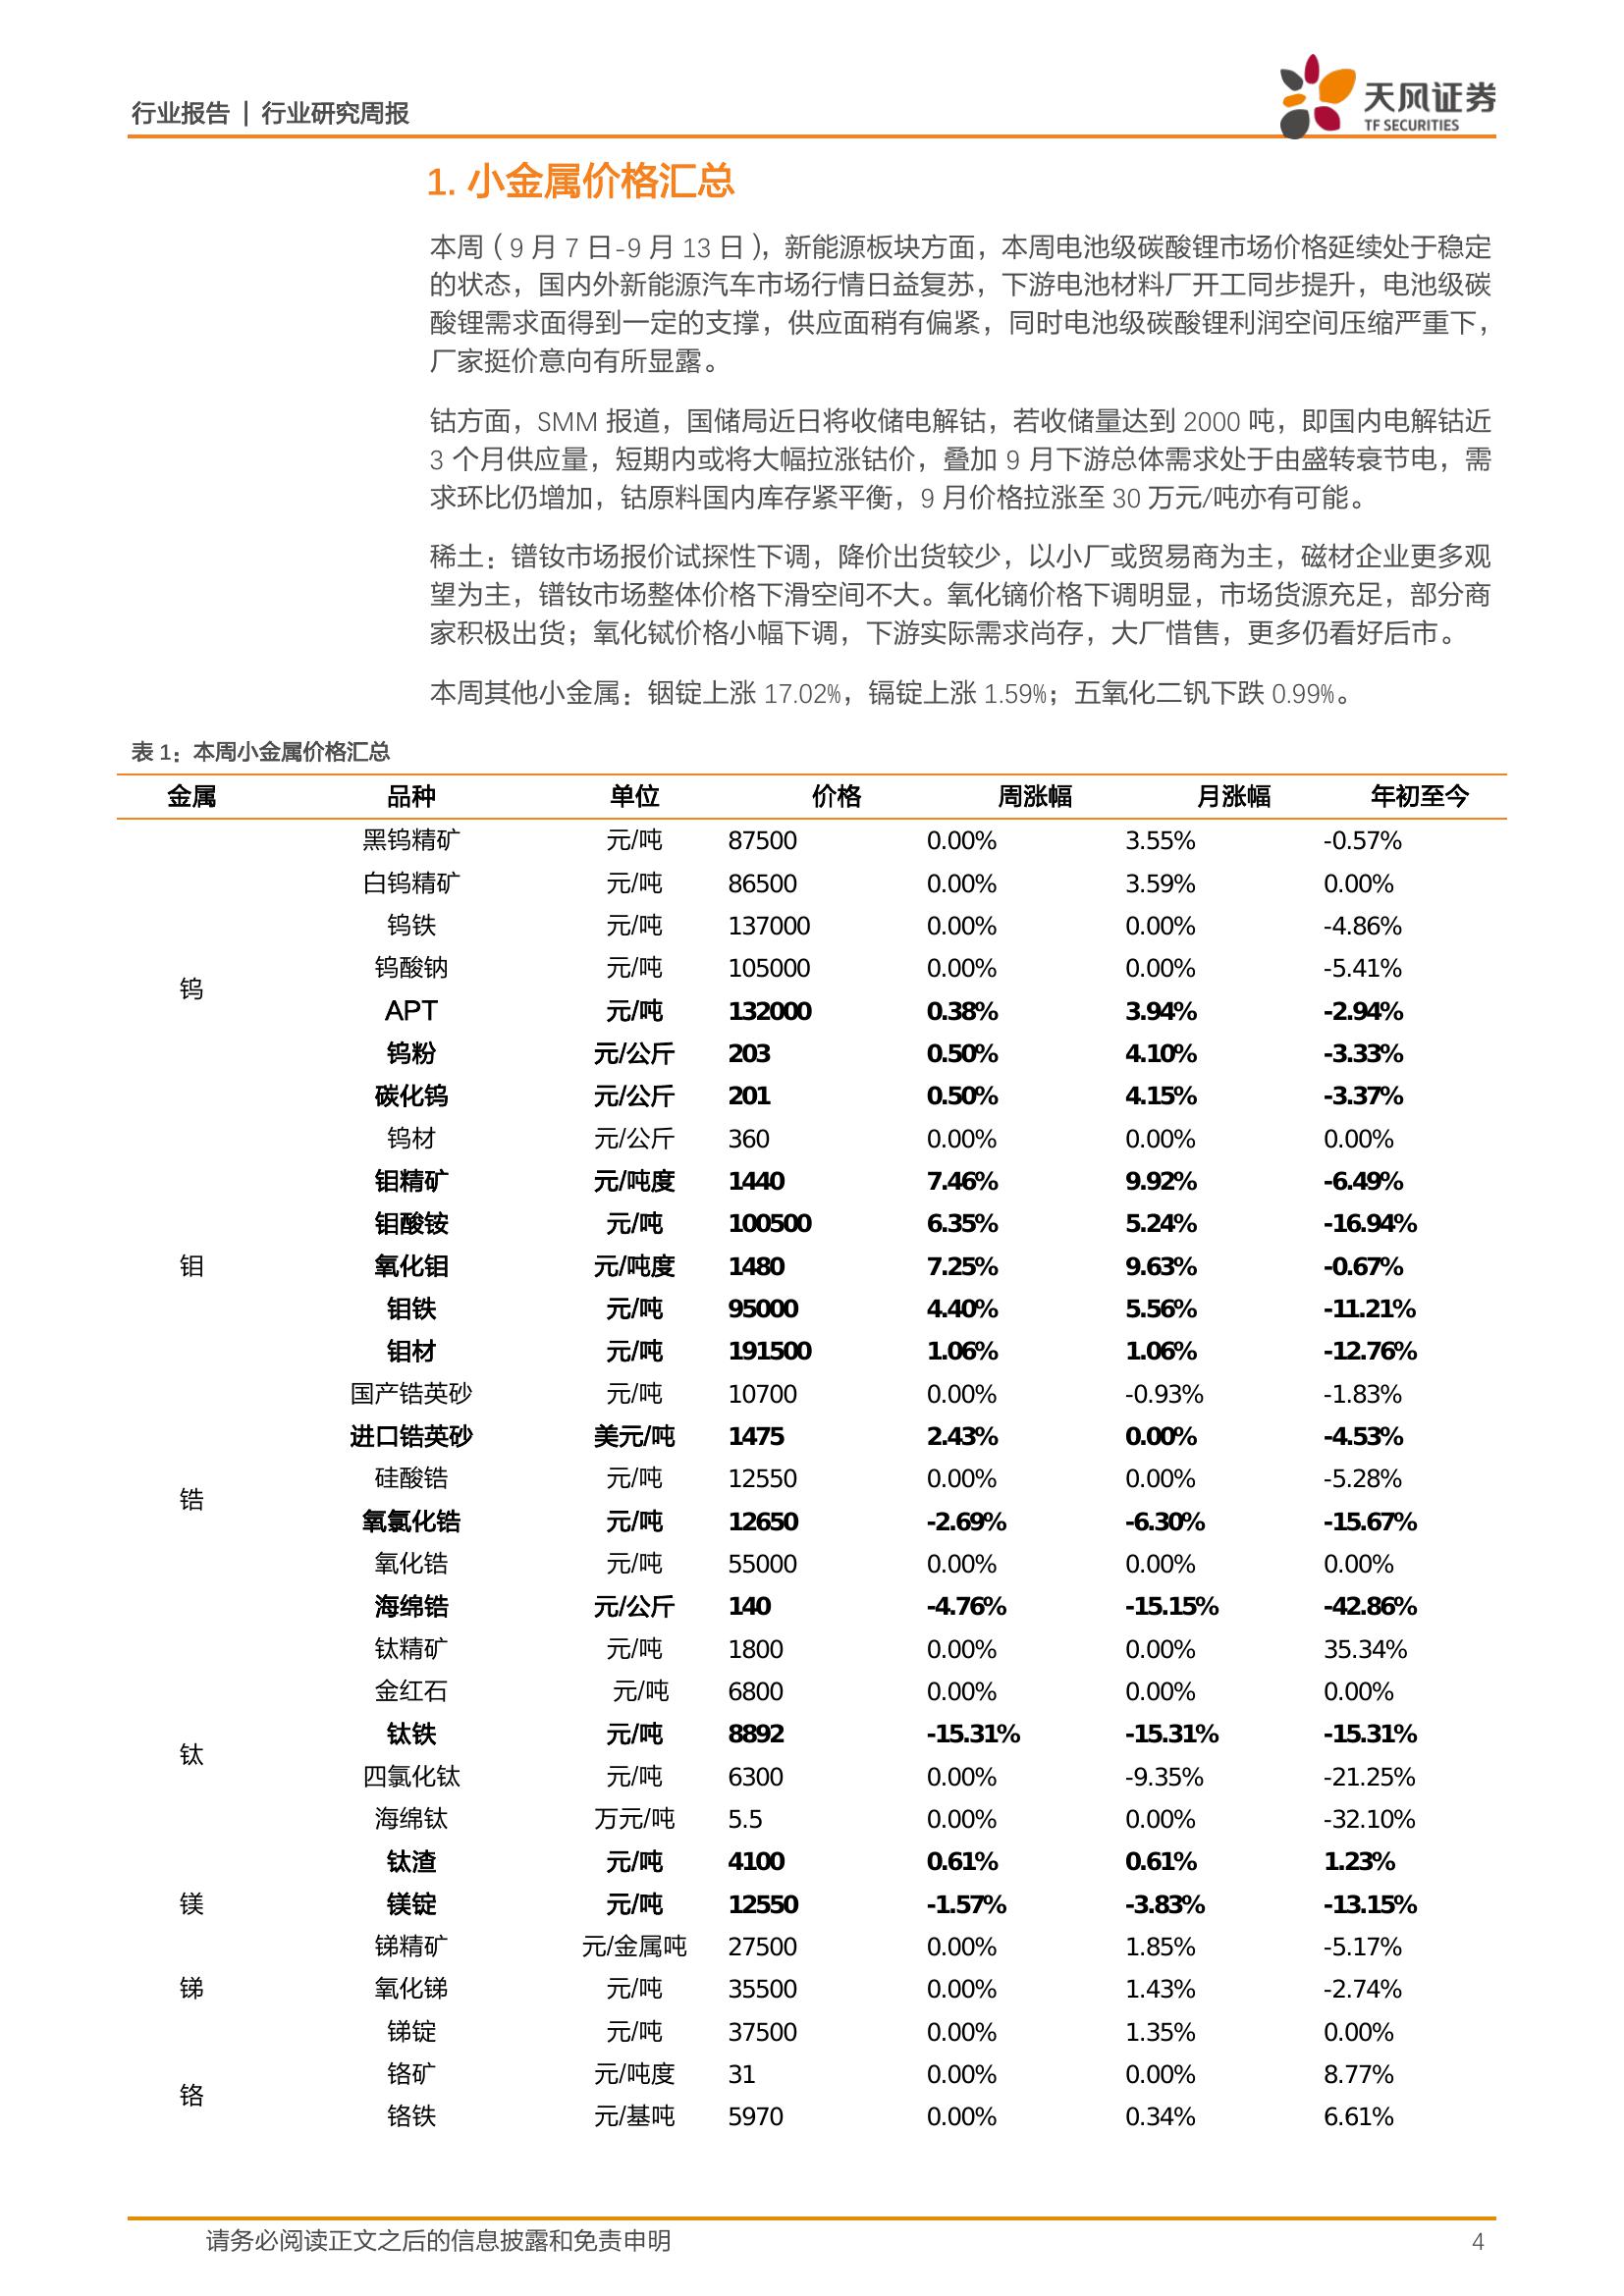 行业报告 | 行业研究周报
天风证券
TF SECURITIES
1. 小金属价格汇总
本周（9 月 7 日-9 月 13 日），新能源板块方面，本周电池级碳酸锂市场价格延续处于稳定
的状态，国内外新能源汽车市场行情日益复苏，下游电池材料厂开工同步提升，电池级碳
酸锂需求面得到一定的支撑，供应面稍有偏紧，同时电池级碳酸锂利润空间压缩严重下，
厂家挺价意向有所显露。
钴方面，SMM 报道，国储局近日将收储电解钴，若收储量达到 2000 吨，即国内电解钴近
3 个月供应量，短期内或将大幅拉涨钴价，叠加 9 月下游总体需求处于由盛转衰节电，需
求环比仍增加，钴原料国内库存紧平衡，9 月价格拉涨至 30 万元/吨亦有可能。
稀土：镨钕市场报价试探性下调，降价出货较少，以小厂或贸易商为主，磁材企业更多观
望为主，镨钕市场整体价格下滑空间不大。氧化镝价格下调明显，市场货源充足，部分商
家积极出货；氧化铽价格小幅下调，下游实际需求尚存，大厂惜售，更多仍看好后市。
本周其他小金属：铟锭上涨 17.02%，镉锭上涨 1.59%；五氧化二钒下跌 0.99%。
表 1：本周小金属价格汇总
金属 品种 单位 价格 周涨幅 月涨幅 年初至今
黑钨精矿 元/吨 87500 0.00% 3.55% -0.57%
白钨精矿 元/吨 86500 0.00% 3.59% 0.00%
钨铁 元/吨 137000 0.00% 0.00% -4.86%
钨酸钠 元/吨 105000 0.00% 0.00% -5.41%
钨
APT 元/吨 132000 0.38% 3.94% -2.94%
钨粉 元/公斤 203 0.50% 4.10% -3.33%
碳化钨 元/公斤 201 0.50% 4.15% -3.37%
钨材 元/公斤 360 0.00% 0.00% 0.00%
钼精矿 元/吨度 1440 7.46% 9.92% -6.49%
钼酸铵 元/吨 100500 6.35% 5.24% -16.94%
钼 氧化钼 元/吨度 1480 7.25% 9.63% -0.67%
钼铁 元/吨 95000 4.40% 5.56% -11.21%
钼材 元/吨 191500 1.06% 1.06% -12.76%
国产锆英砂 元/吨 10700 0.00% -0.93% -1.83%
进口锆英砂 美元/吨 1475 2.43% 0.00% -4.53%
硅酸锆 元/吨 12550 0.00% 0.00% -5.28%
锆
氧氯化锆 元/吨 12650 -2.69% -6.30% -15.67%
氧化锆 元/吨 55000 0.00% 0.00% 0.00%
海绵锆 元/公斤 140 -4.76% -15.15% -42.86%
钛精矿 元/吨 1800 0.00% 0.00% 35.34%
金红石 元/吨 6800 0.00% 0.00% 0.00%
钛铁 元/吨 8892 -15.31% -15.31% -15.31%
钛
四氯化钛 元/吨 6300 0.00% -9.35% -21.25%
海绵钛 万元/吨 5.5 0.00% 0.00% -32.10%
钛渣 元/吨 4100 0.61% 0.61% 1.23%
镁 镁锭 元/吨 12550 -1.57% -3.83% -13.15%
锑精矿 元/金属吨 27500 0.00% 1.85% -5.17%
锑 氧化锑 元/吨 35500 0.00% 1.43% -2.74%
锑锭 元/吨 37500 0.00% 1.35% 0.00%
铬矿 元/吨度 31 0.00% 0.00% 8.77%
铬
铬铁 元/基吨 5970 0.00% 0.34% 6.61%
请务必阅读正文之后的信息披露和免责申明 4